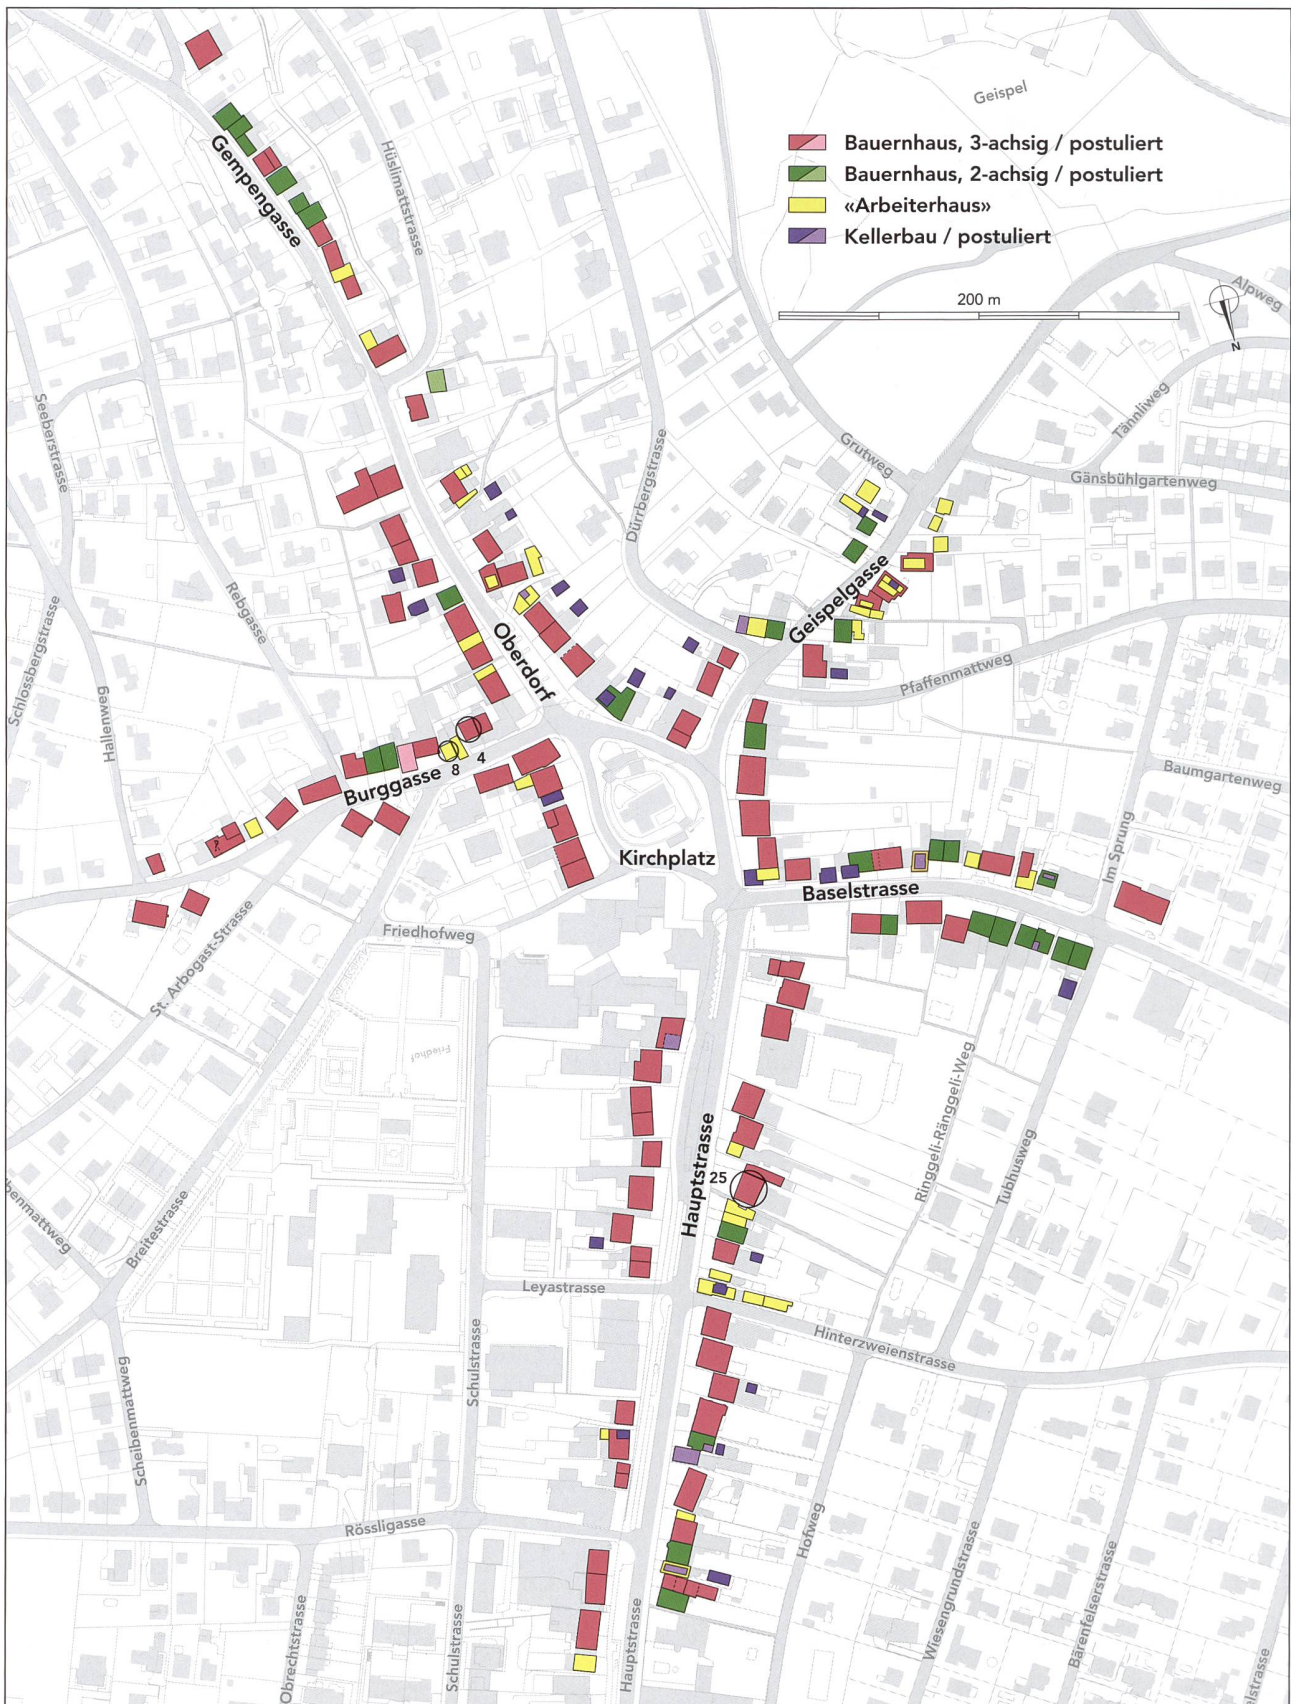 Geispel
Bauernhaus, 3-achsig / postuliert
Bauernhaus, 2-achsig / postuliert
«Arbeiterhaus»
Kellerbau / postuliert
200 m
N
Alpweg
Gempengasse
Hüslimattstrasse
Seeberstrasse
Tännliweg
Grutweg
Gänsbühlgartenweg
Dürrbergstrasse
Geispelgasse
Rebgasse
Schlossbergstrasse
Oberdorf
Pfaffenmattweg
Hallenweg
Burggasse
8
4
Baumgartenweg
Im Sprung
?
Kirchplatz
Baselstrasse
Friedhofweg
St. Arbogast-Strasse
Friedhof
Ringgeli-Ränggeli-Weg
Tubhusweg
Hauptstrasse
25
benmattweg
Breitestrasse
Leyastrasse
Hinterzweienstrasse
Schulstrasse
Scheibenmattweg
Rössligasse
Hofweg
Wiesengrundstrasse
Bärenfelserstrasse
Obrechtstrasse
Schulstrasse
Hauptstrasse
lstrasse